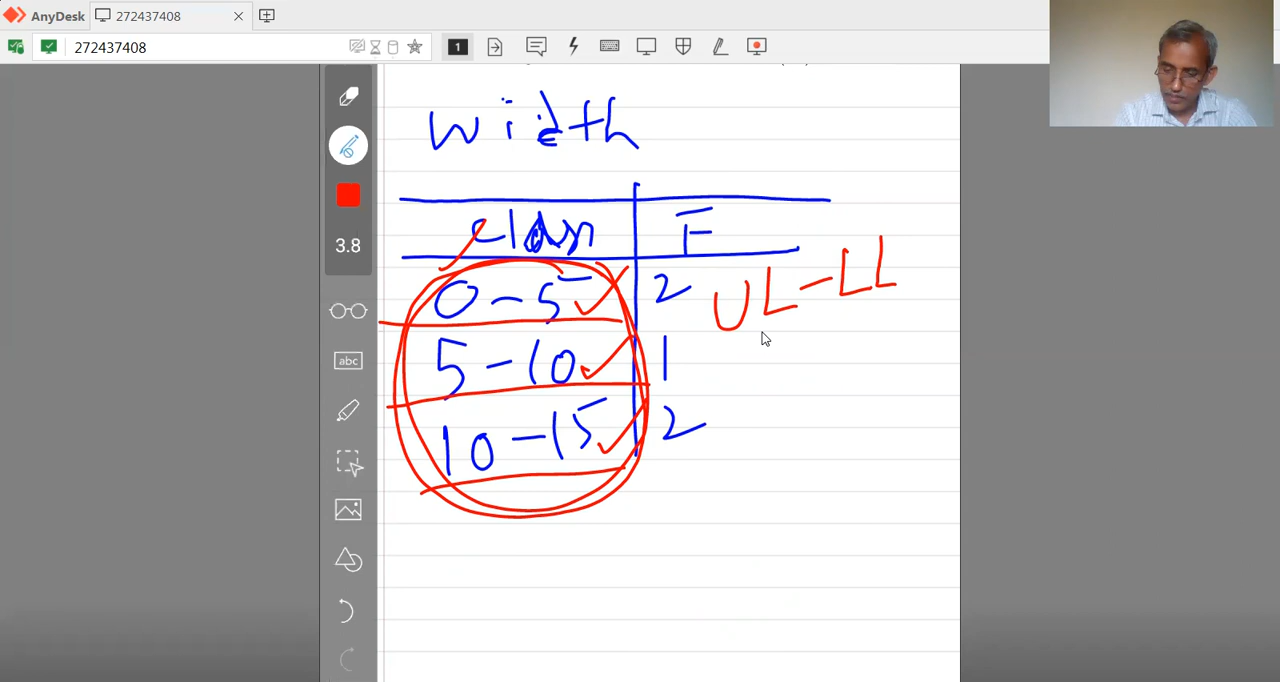 AnyDesk 272437408
272437408 1
width
3.8
class F
0-5 2 UL-LL
5-10 1
10-15 2
abc